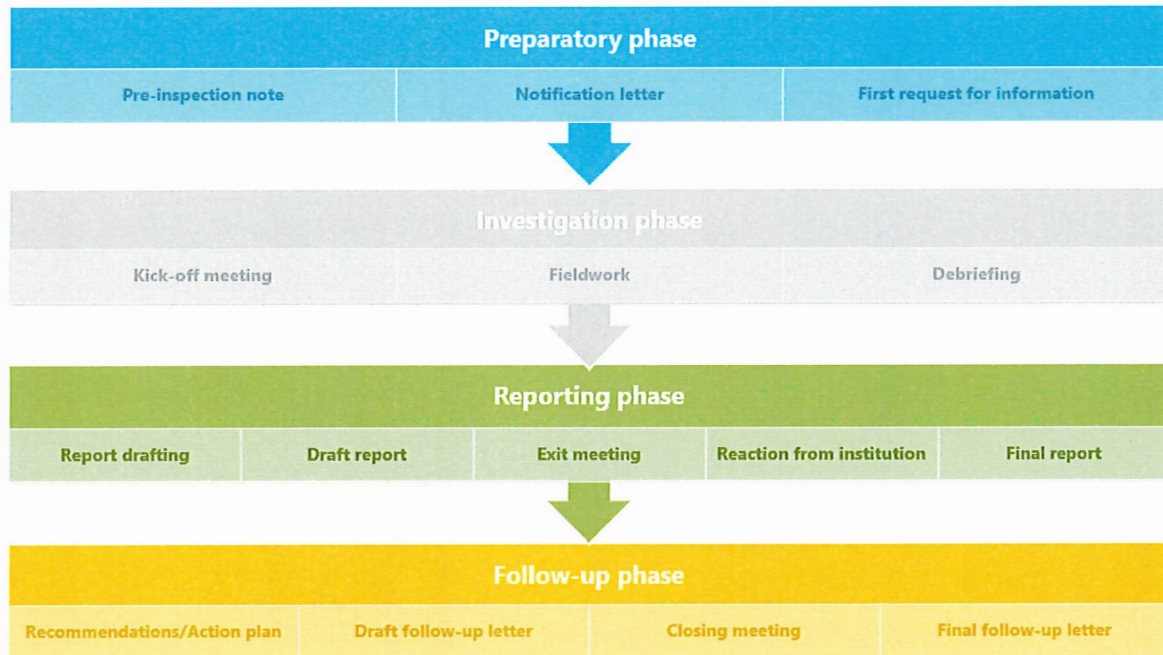 Preparatory phase
Pre-inspection note Notification letter First request for information
Investigation phase
Kick-off meeting Fieldwork Debriefing
Reporting phase
Report drafting Draft report Exit meeting Reaction from institution Final report
Follow-up phase
Recommendations/Action plan Draft follow-up letter Closing meeting Final follow-up letter